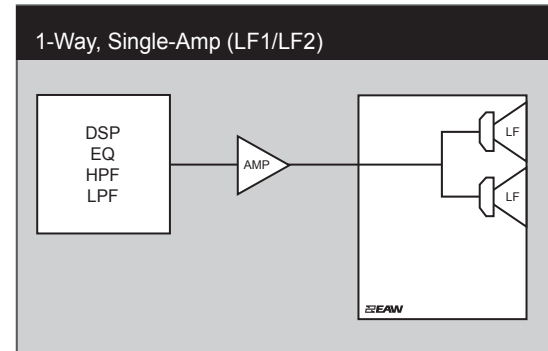 1-Way, Single-Amp (LF1/LF2)
DSP
EQ
HPF
LPF
AMP
LF
LF
EAW